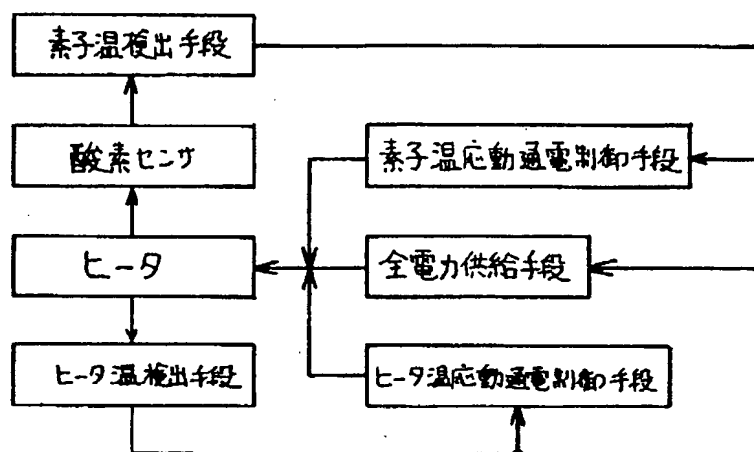 素子温検出手段
酸素センサ
素子温応動通電制御手段
ヒータ
全電力供給手段
ヒータ温検出手段
ヒータ温応動通電制御手段